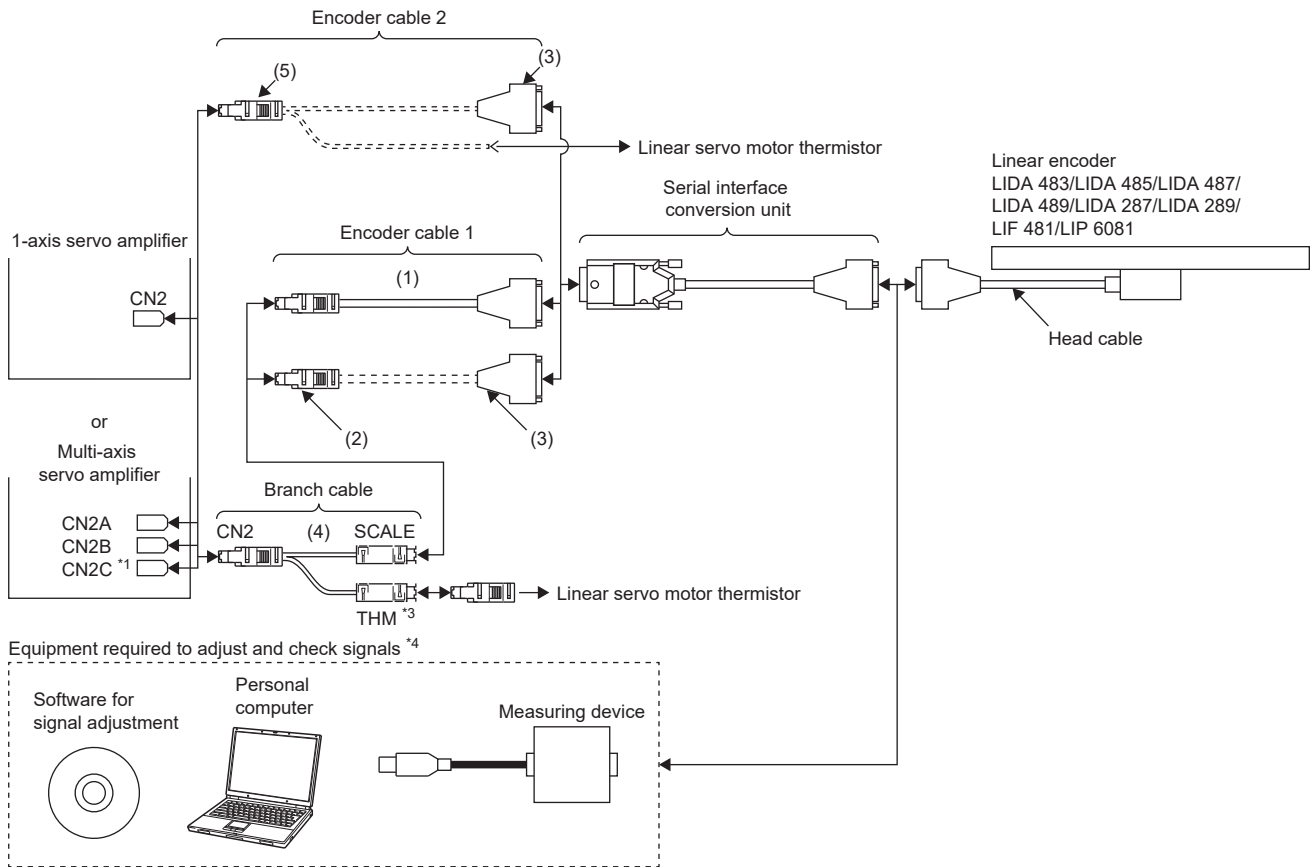 Encoder cable 2
(5)
(3)
Linear servo motor thermistor
Linear encoder
LIDA 483/LIDA 485/LIDA 487/
LIDA 489/LIDA 287/LIDA 289/
LIF 481/LIP 6081
Serial interface
conversion unit
1-axis servo amplifier
Encoder cable 1
(1)
CN2
Head cable
(2)
(3)
or
Multi-axis
servo amplifier
Branch cable
CN2A
CN2B
CN2C *1
CN2
(4)
SCALE
THM *3
Linear servo motor thermistor
Equipment required to adjust and check signals *4
Software for
signal adjustment
Personal
computer
Measuring device